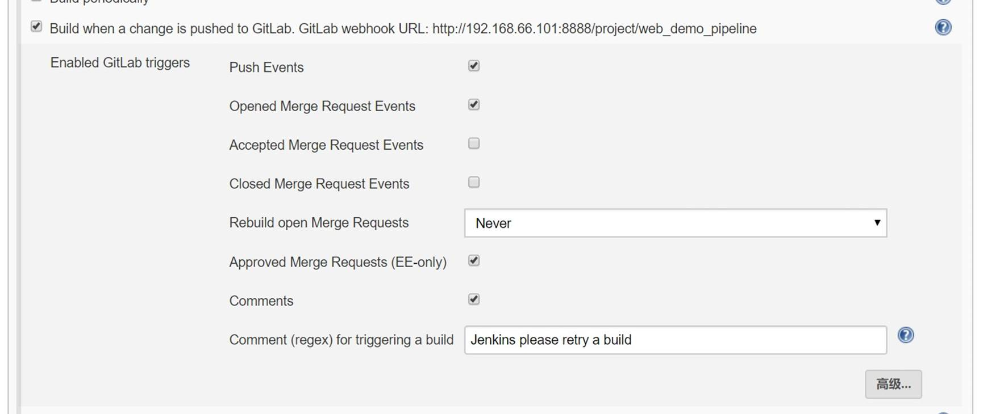 Build periodically
Build when a change is pushed to GitLab. GitLab webhook URL: http://192.168.66.101:8888/project/web_demo_pipeline
Enabled GitLab triggers
Push Events
Opened Merge Request Events
Accepted Merge Request Events
Closed Merge Request Events
Rebuild open Merge Requests
Never
Approved Merge Requests (EE-only)
Comments
Comment (regex) for triggering a build
Jenkins please retry a build
高级...